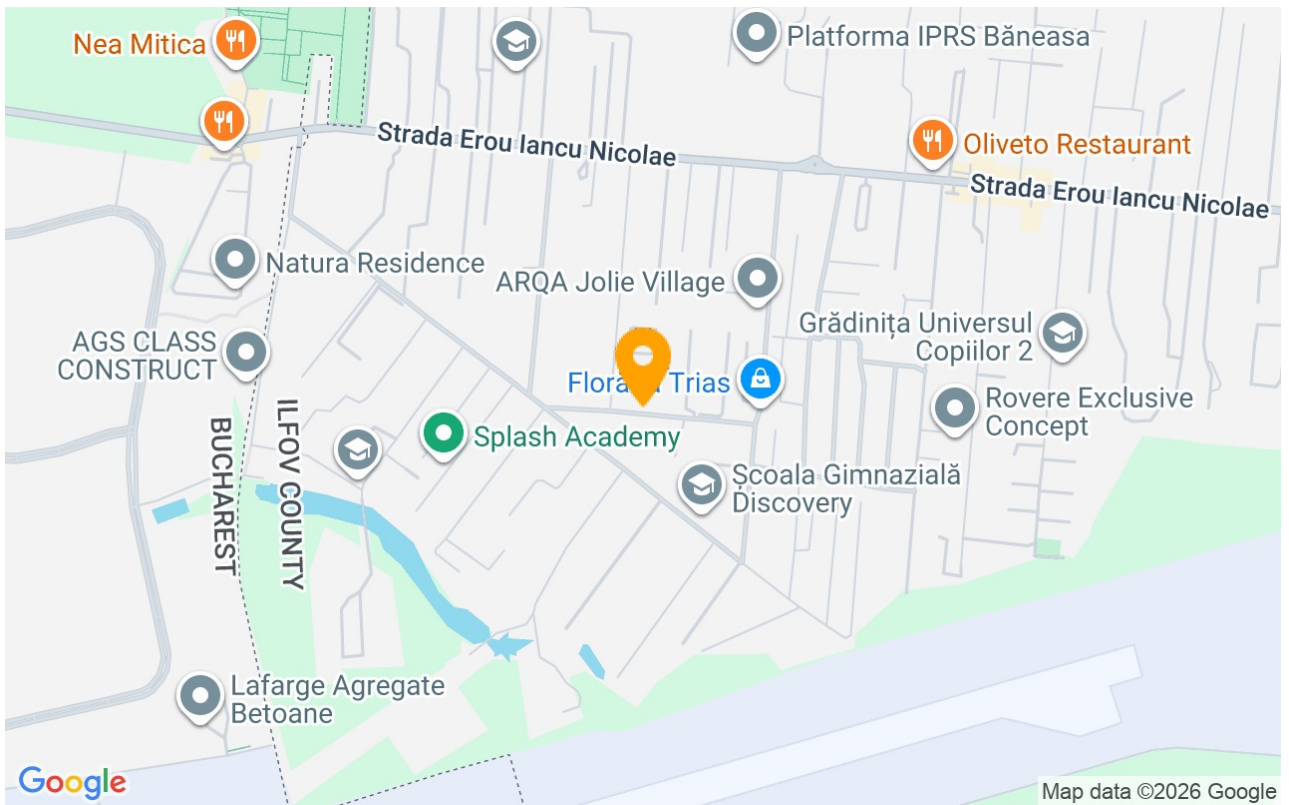 Nea Mitica
Platforma IPRS Băneasa
Strada Erou Iancu Nicolae
Oliveto Restaurant
Strada Erou Iancu Nicolae
Natura Residence
ARQA Jolie Village
Grădinița Universul
Copiilor 2
AGS CLASS
CONSTRUCT
Trias
Rovere Exclusive
Concept
Splash Academy
ILFOV COUNTY
BUCHAREST
Școala Gimnazială
Discovery
Lafarge Agregate
Betoane
Google
Map data ©2026 Google